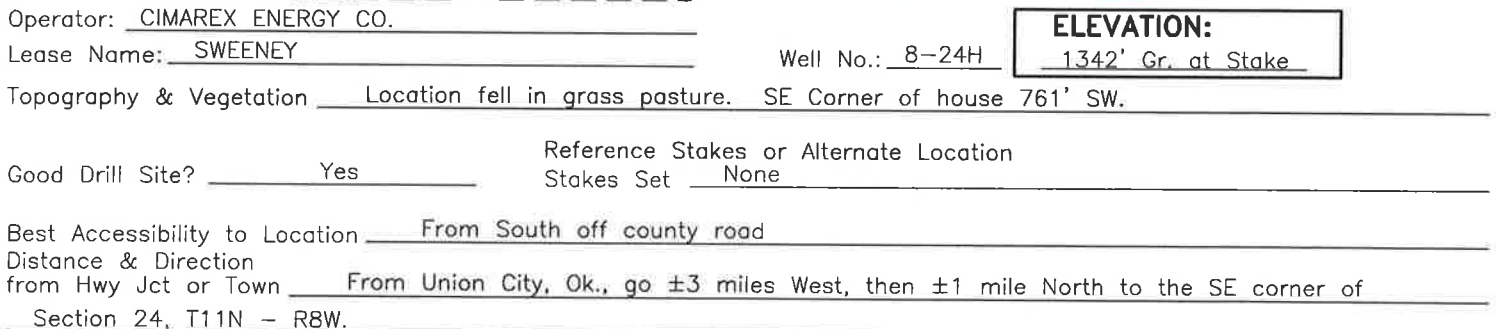 Operator: CIMAREX ENERGY CO.
ELEVATION:
Lease Name: SWEENEY Well No.: 8-24H 1342' Gr. at Stake
Topography & Vegetation Location fell in grass pasture. SE Corner of house 761' SW.
Reference Stakes or Alternate Location
Good Drill Site? Yes Stakes Set None
Best Accessibility to Location From South off county road
Distance & Direction
from Hwy Jct or Town From Union City, Ok., go ±3 miles West, then ±1 mile North to the SE corner of
Section 24, T11N - R8W.